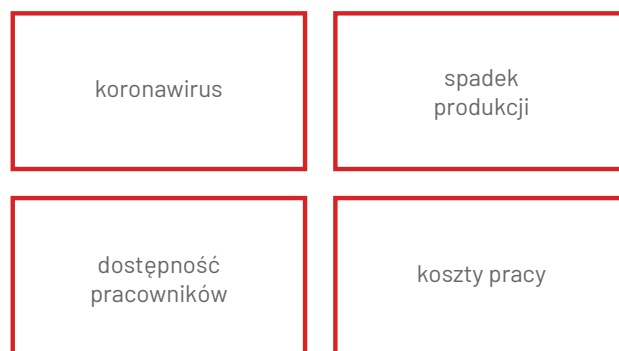 koronawirus
spadek
produkcji
dostępność
pracowników
koszty pracy